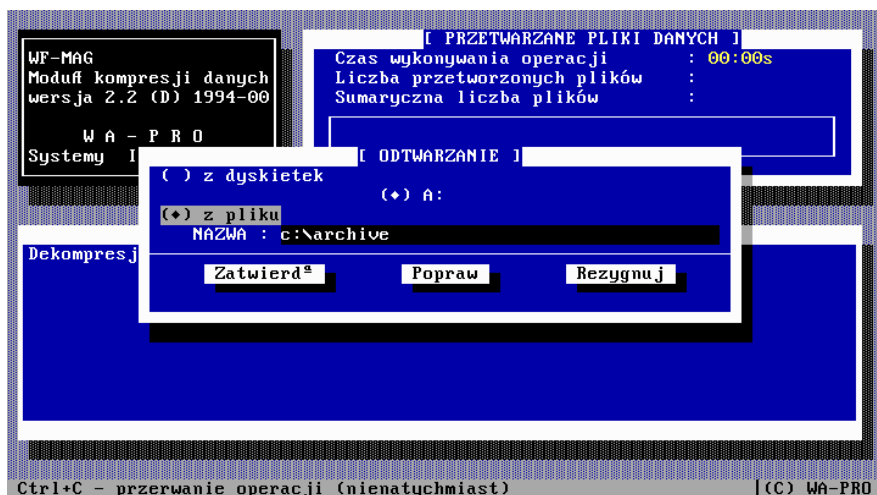 [ PRZETWARZANE PLIKI DANYCH ]
WF-MAG
Moduł kompresji danych
wersja 2.2 (D) 1994-00
W A - P R O
Systemy I
Czas wykonywania operacji : 00:00s
Liczba przetworzonych plików :
Sumaryczna liczba plików :
[ ODTWARZANIE ]
( ) z dyskietek
(♦) A:
(♦) z pliku
NAZWA : c:\archive
Zatwierdª Popraw Rezygnuj
Dekompresj
Ctrl+C - przerwanie operacji (nienatychmiast)
(C) WA-PRO